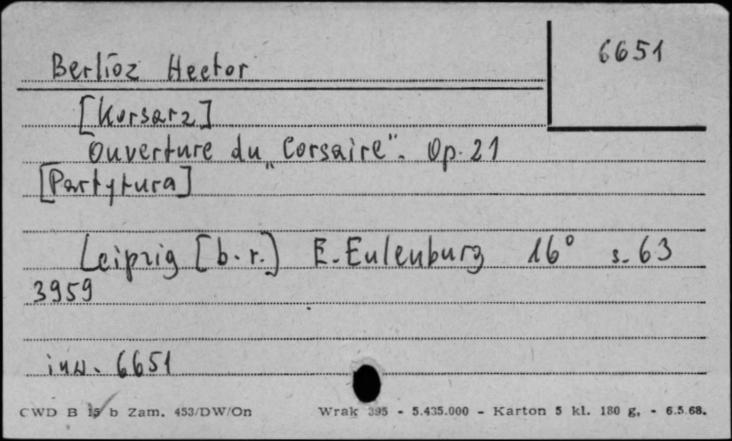 6651
Berlioz Hector
[Korsarz]
Ouverture du „Corsaire". Op. 21
[Partytura]
Leipzig [b.r.] E. Eulenburg 16° s. 63
3959
inw. 6651
CWD B 15 b Zam. 453/DW/On Wrak 395 - 5.435.000 - Karton 5 kl. 180 g. - 6.5.68.